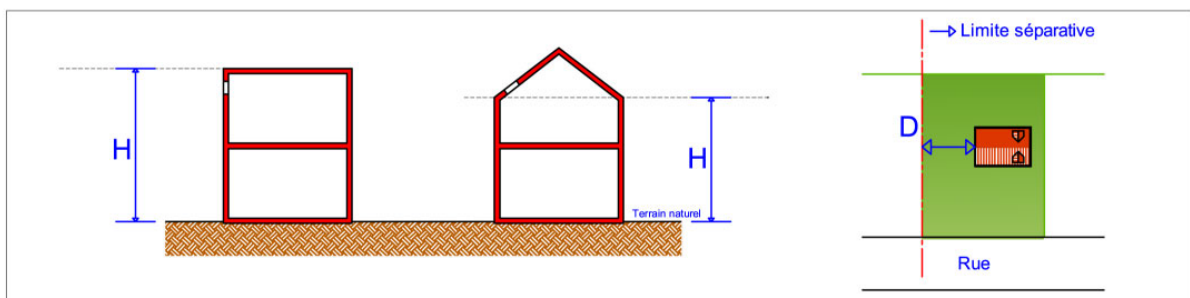 H
H
Terrain naturel
Limite séparative
D
Rue